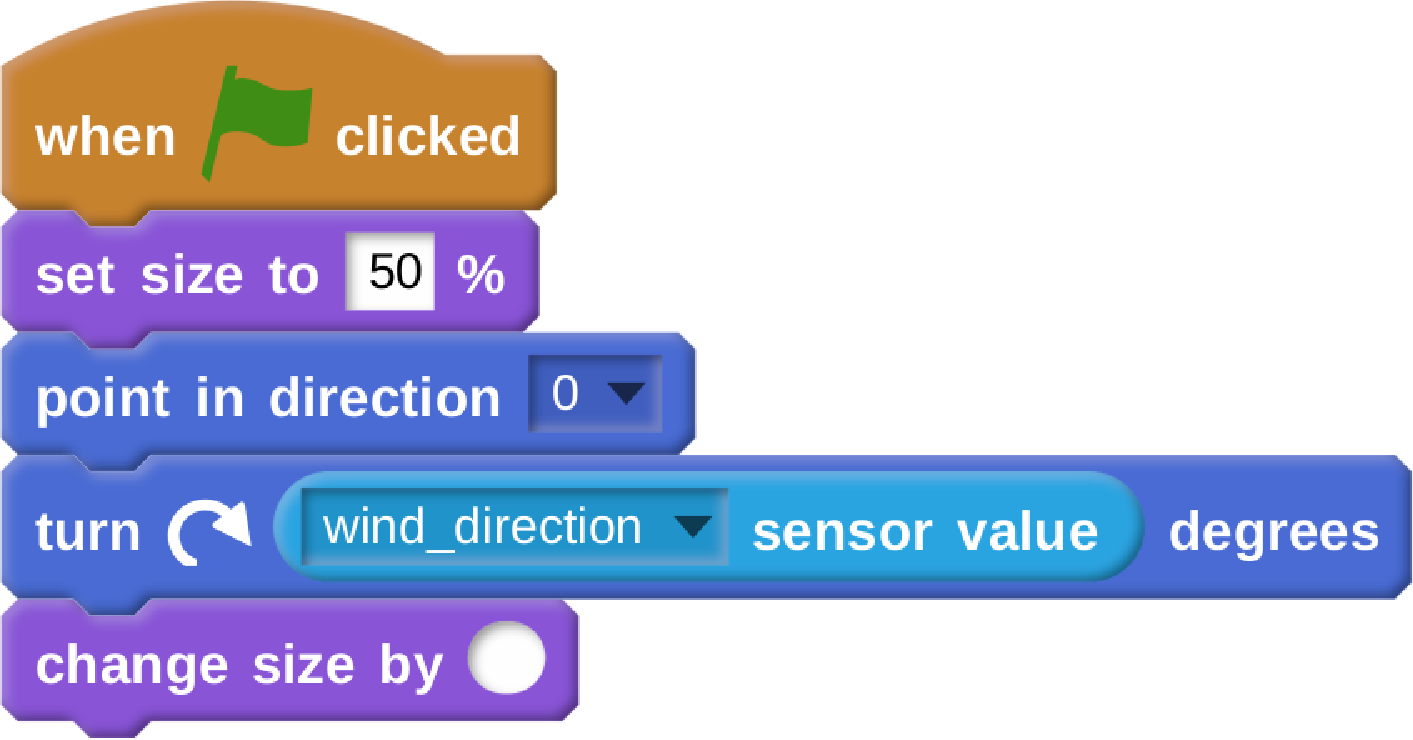 when clicked
set size to 50 %
point in direction 0
turn wind_direction sensor value degrees
change size by